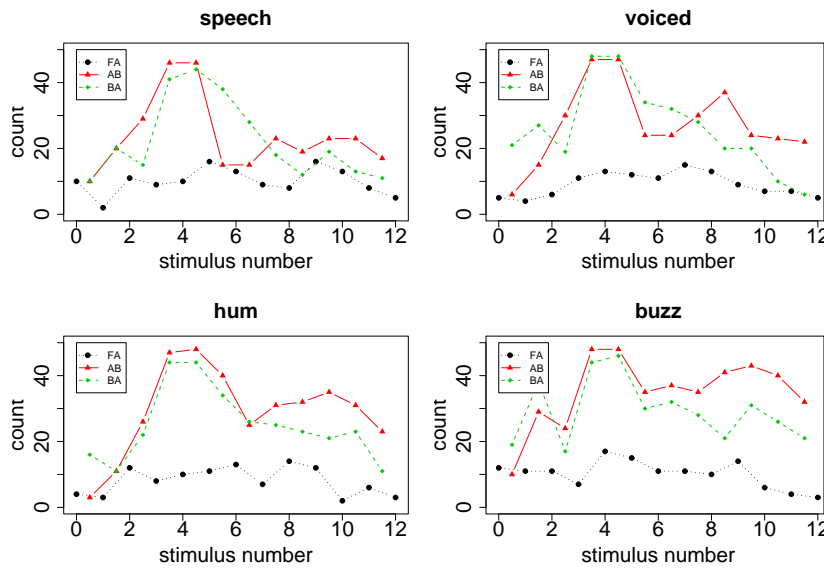 speech
FA
AB
BA
count
0
20
40
0 2 4 6 8 10 12
stimulus number
voiced
FA
AB
BA
count
0
20
40
0 2 4 6 8 10 12
stimulus number
hum
FA
AB
BA
count
0
20
40
0 2 4 6 8 10 12
stimulus number
buzz
FA
AB
BA
count
0
20
40
0 2 4 6 8 10 12
stimulus number